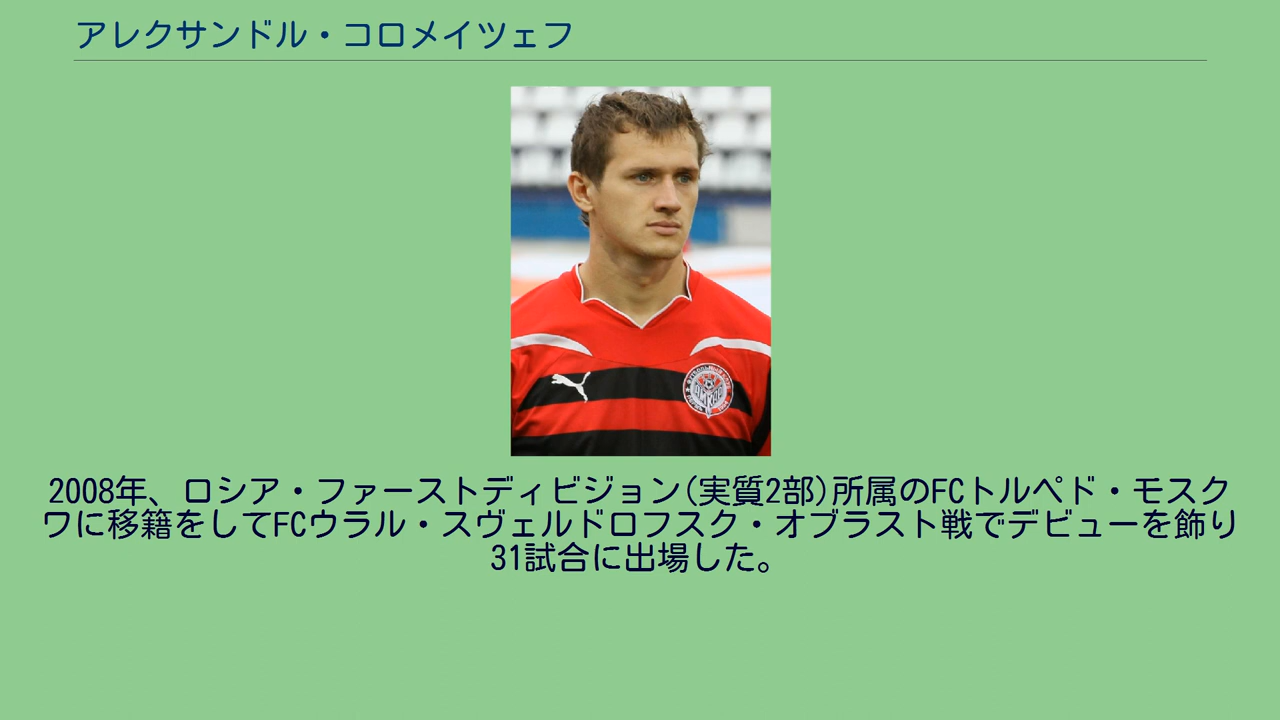 アレクサンドル・コロメイツェフ
2008年、ロシア・ファーストディビジョン(実質2部)所属のFCトルペド・モスク
ワに移籍をしてFCウラル・スヴェルドロフスク・オブラスト戦でデビューを飾り
31試合に出場した。